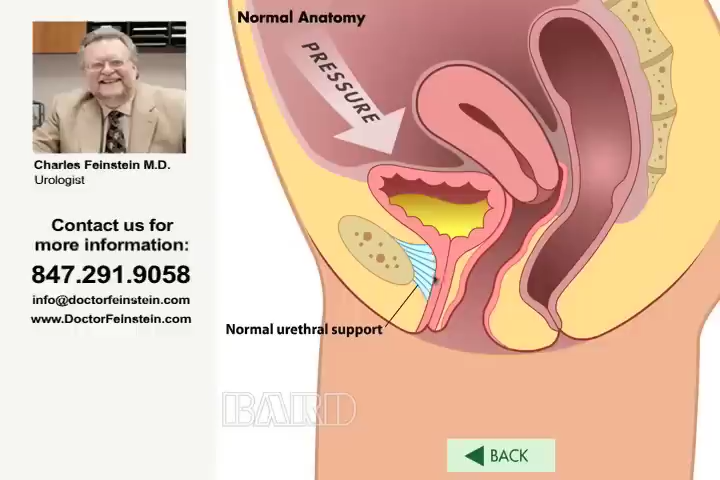 Normal Anatomy
PRESSURE
Charles Feinstein M.D.
Urologist
Contact us for
more information:
847.291.9058
info@doctorfeinstein.com
www.DoctorFeinstein.com
Normal urethral support
BARD
BACK